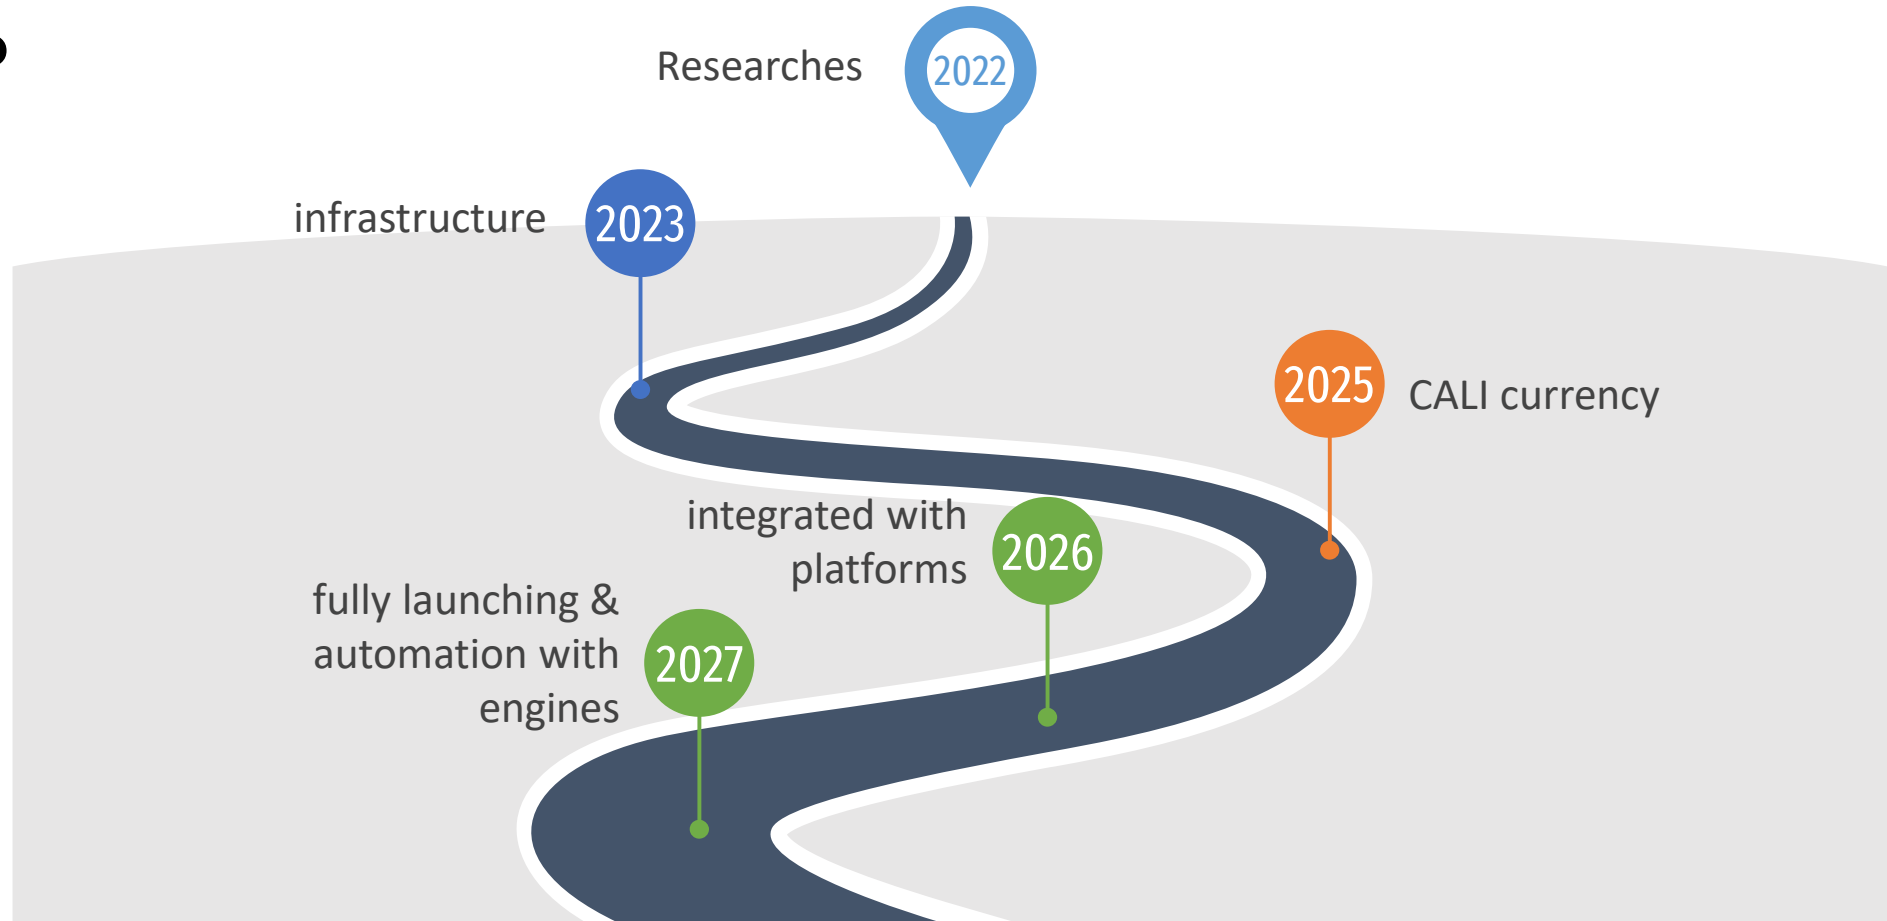 Researches
2022
infrastructure
2023
2025
CALI currency
integrated with
platforms
2026
fully launching &
automation with
engines
2027